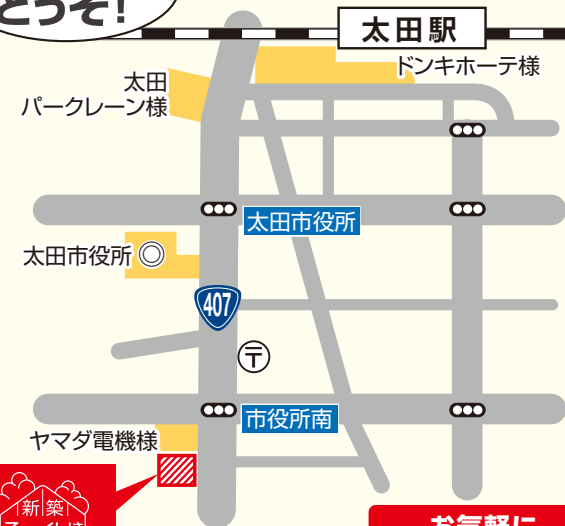 どうぞ!
太田駅
ドンキホーテ様
太田
パークレーン様
太田市役所
太田市役所
407
〒
市役所南
ヤマダ電機様
新築
お気軽に